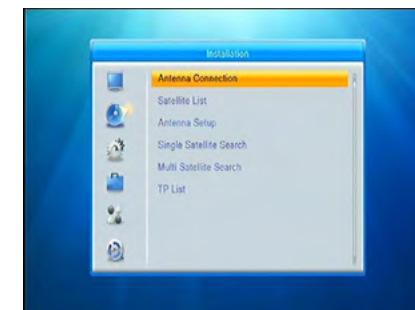 Installation
Antenna Connection
Satellite List
Antenna Setup
Single Satellite Search
Multi Satellite Search
TP List